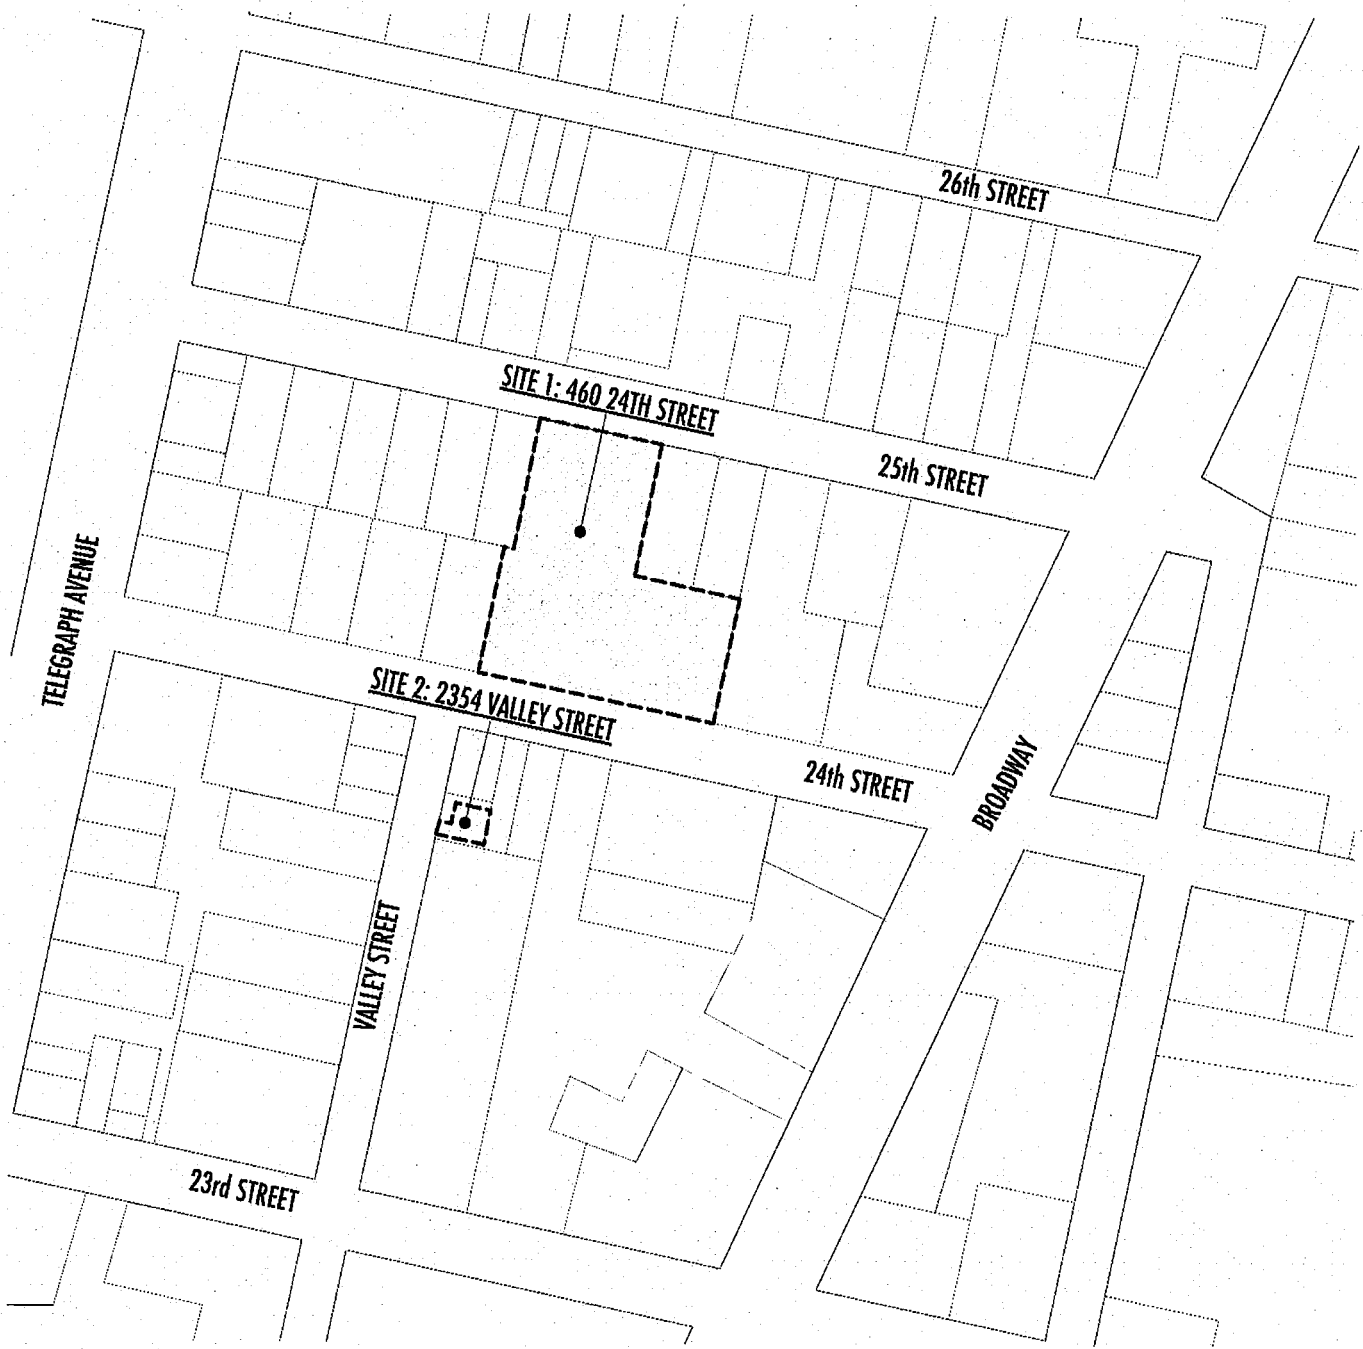 26th STREET
SITE 1: 460 24TH STREET
25th STREET
TELEGRAPH AVENUE
SITE 2: 2354 VALLEY STREET
24th STREET
BROADWAY
VALLEY STREET
23rd STREET